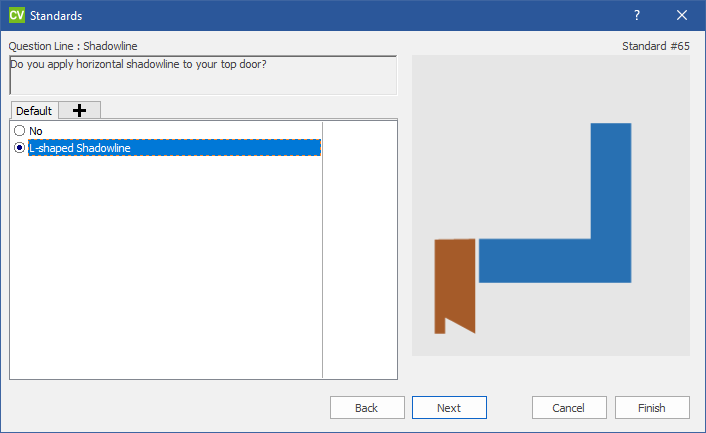 CV Standards
?
Question Line : Shadowline
Standard #65
Do you apply horizontal shadowline to your top door?
Default
No
L-shaped Shadowline
Back
Next
Cancel
Finish